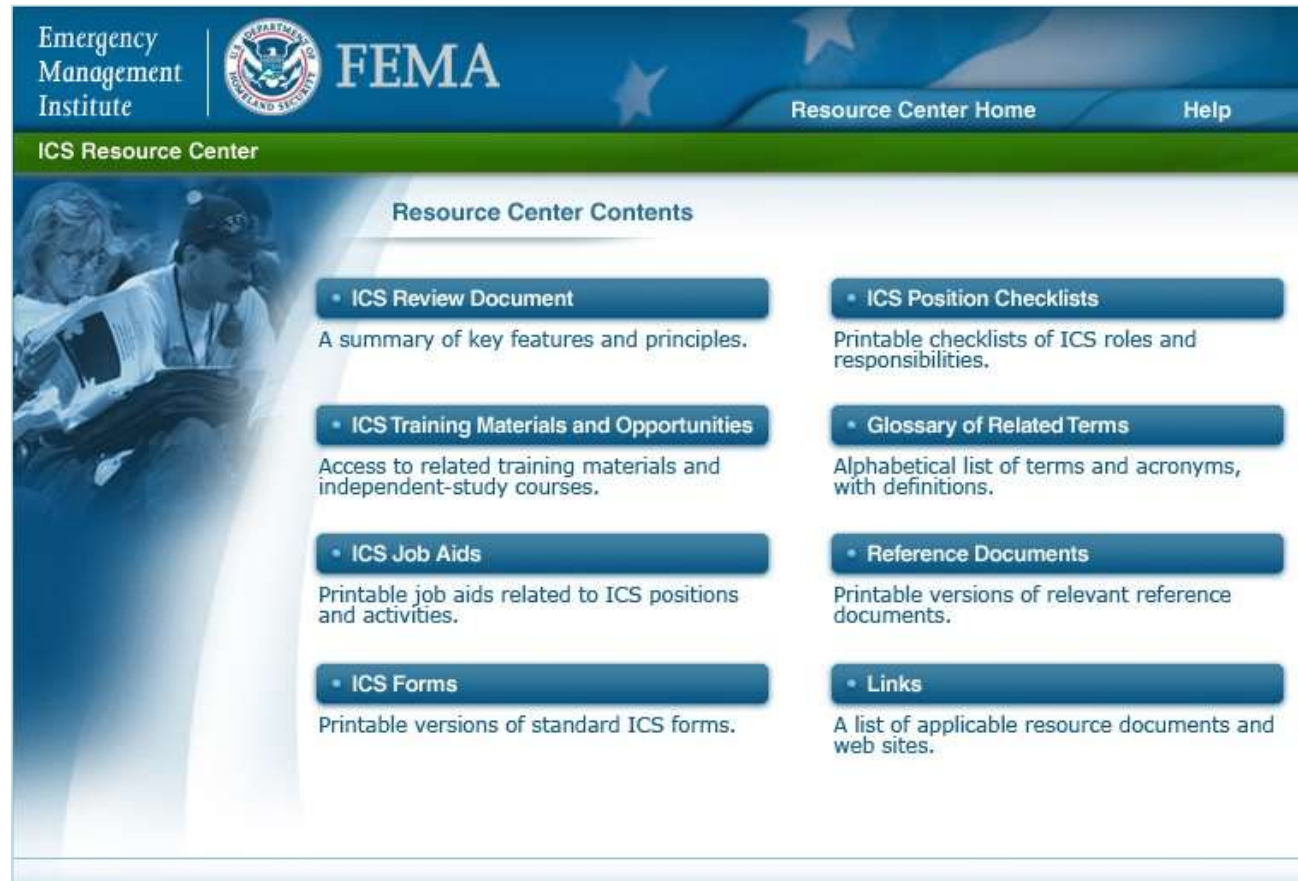 Emergency
Management
Institute
U.S. DEPARTMENT OF
HOMELAND SECURITY
FEMA
Resource Center Home
Help
ICS Resource Center
Resource Center Contents
• ICS Review Document
A summary of key features and principles.
• ICS Training Materials and Opportunities
Access to related training materials and
independent-study courses.
• ICS Job Aids
Printable job aids related to ICS positions
and activities.
• ICS Forms
Printable versions of standard ICS forms.
• ICS Position Checklists
Printable checklists of ICS roles and
responsibilities.
• Glossary of Related Terms
Alphabetical list of terms and acronyms,
with definitions.
• Reference Documents
Printable versions of relevant reference
documents.
• Links
A list of applicable resource documents and
web sites.